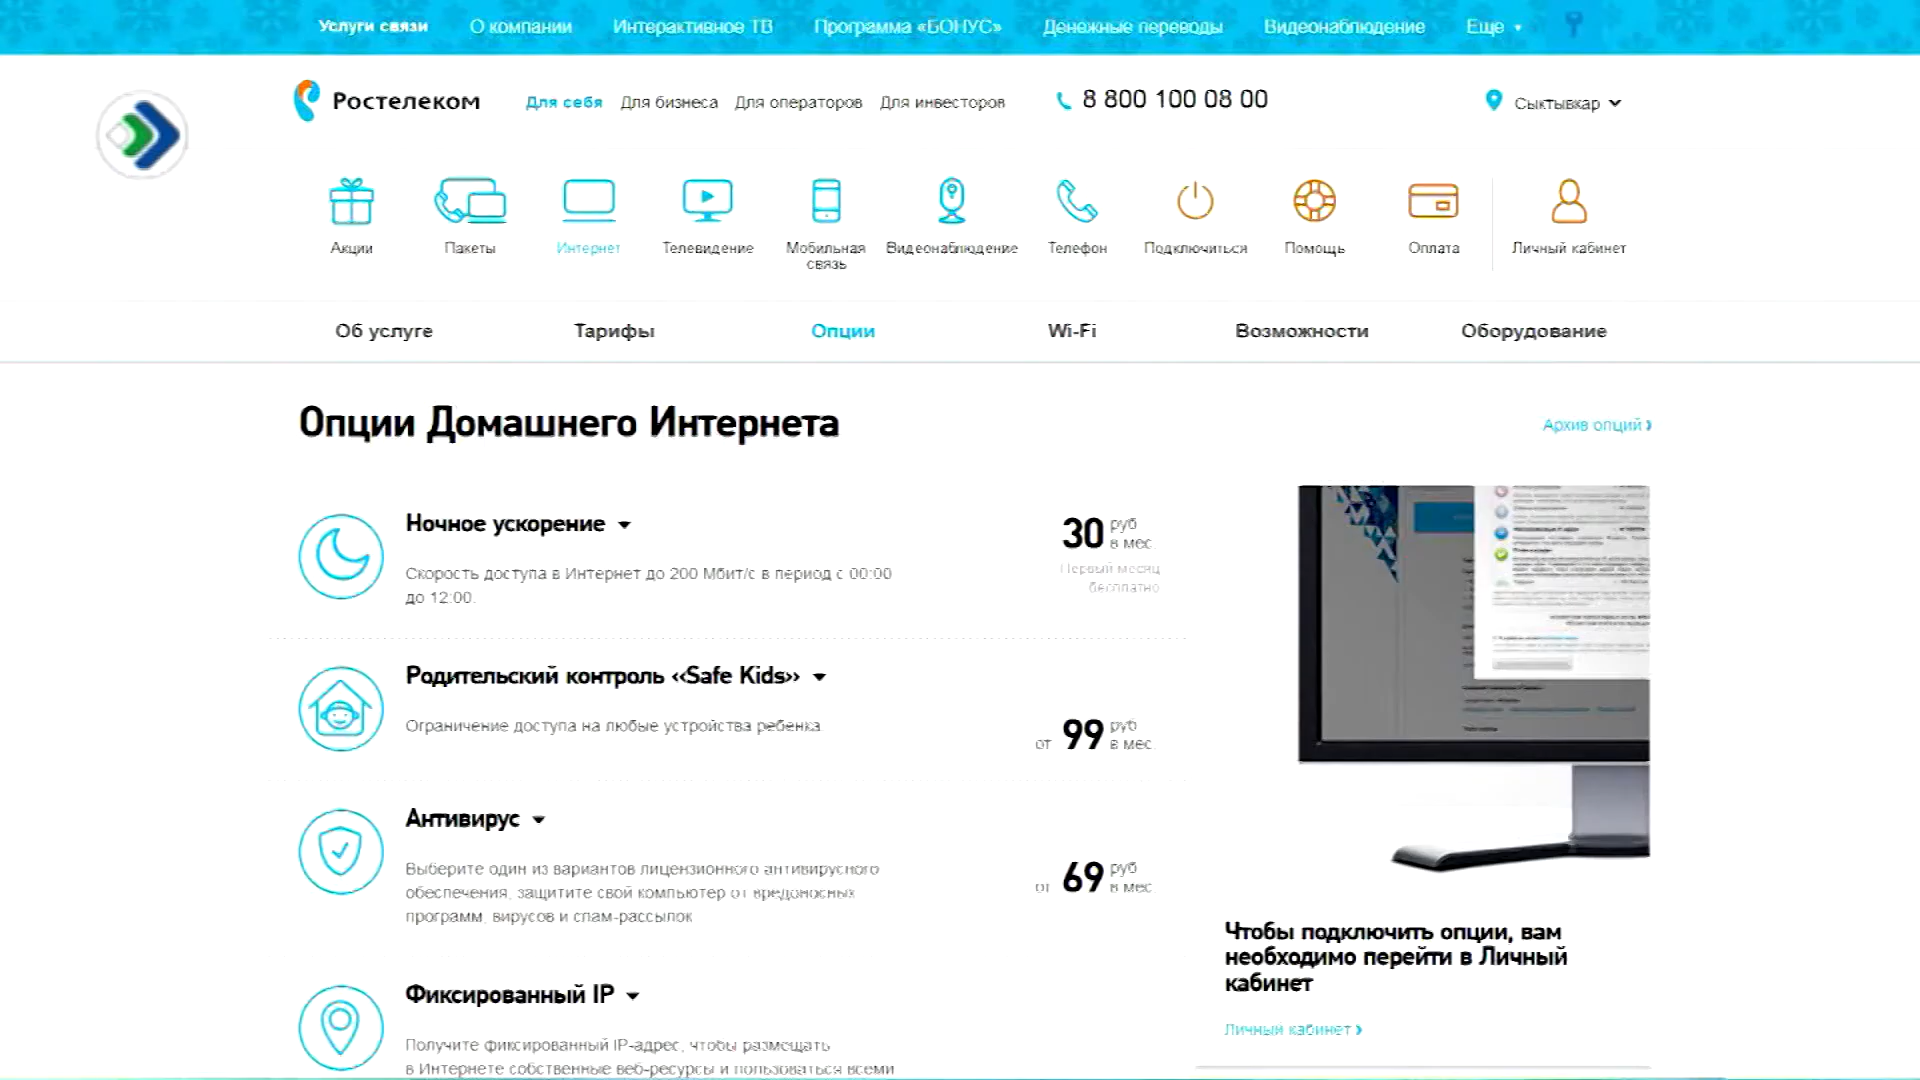 Услуги связи О компании Интерактивное ТВ Программа «БОНУС» Денежные переводы Видеонаблюдение Еще
Ростелеком Для себя Для бизнеса Для операторов Для инвесторов 8 800 100 08 00 Сыктывкар
Акции Пакеты Интернет Телевидение Мобильная связь Видеонаблюдение Телефон Подключиться Помощь Оплата Личный кабинет
Об услуге Тарифы Опции Wi-Fi Возможности Оборудование
Опции Домашнего Интернета
Архив опций
Ночное ускорение
30 руб в мес.
Скорость доступа в Интернет до 200 Мбит/с в период с 00:00
до 12:00.
Первый месяц
бесплатно
Родительский контроль «Safe Kids»
Ограничение доступа на любые устройства ребенка
от 99 руб в мес.
Антивирус
Выберите один из вариантов лицензионного антивирусного
обеспечения, защитите свой компьютер от вредоносных
программ, вирусов и спам-рассылок
от 69 руб в мес.
Фиксированный IP
Получите фиксированный IP-адрес, чтобы размещать
в Интернете собственные веб-ресурсы и пользоваться всеми
Чтобы подключить опции, вам
необходимо перейти в Личный
кабинет
Личный кабинет